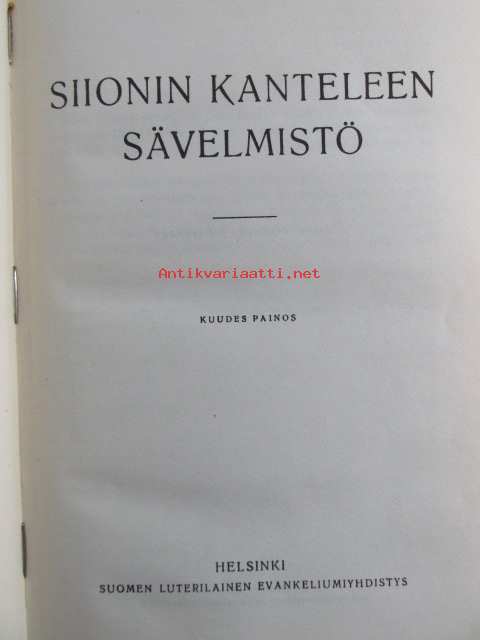 SIIONIN KANTELEEN
SÄVELMISTÖ
Antikvariaatti.net
KUUDES PAINOS
HELSINKI
SUOMEN LUTERILAINEN EVANKELIUMIYHDISTYS